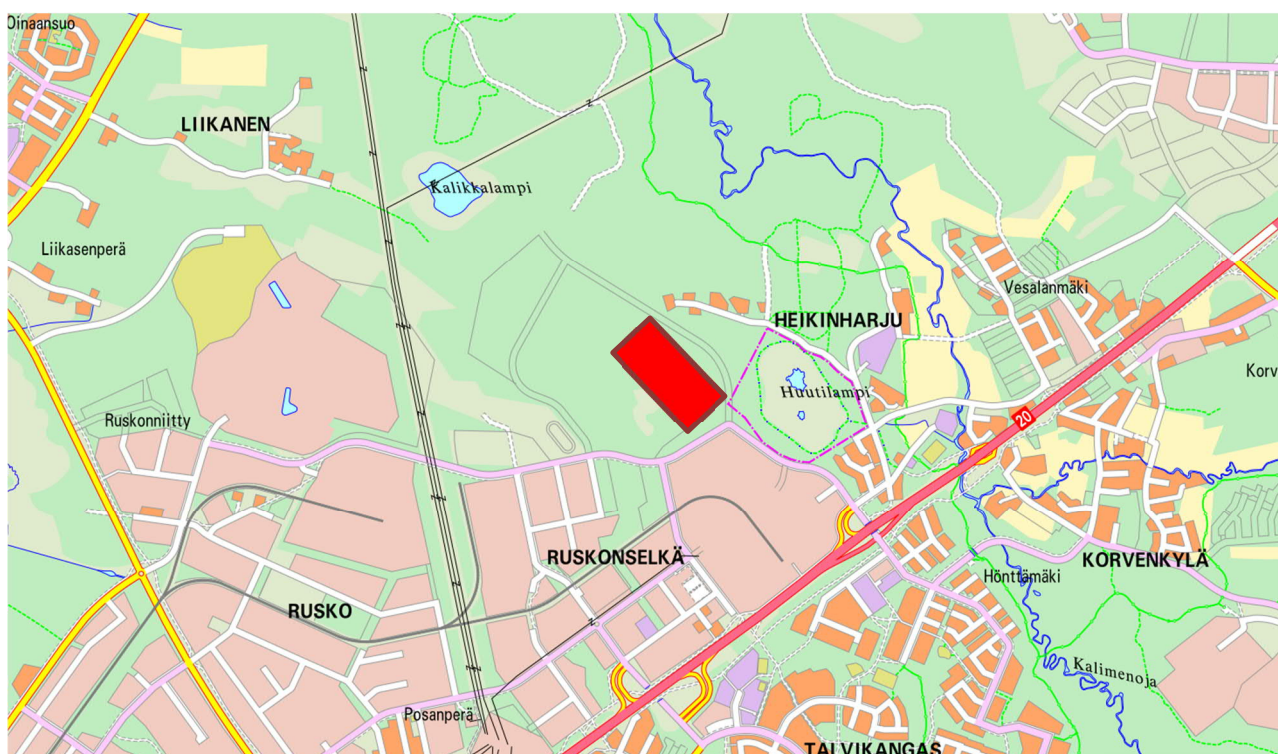 Oinaansuo
LIIKANEN
Kalikkalampi
Liikasenperä
Vesalanmäki
HEIKINHARJU
Korv
Huutilampi
Ruskonniitty
20
RUSKONSELKÄ
KORVENKYLÄ
Hönttämäki
RUSKO
Kalimenoja
Posanperä
TALVIKANGAS